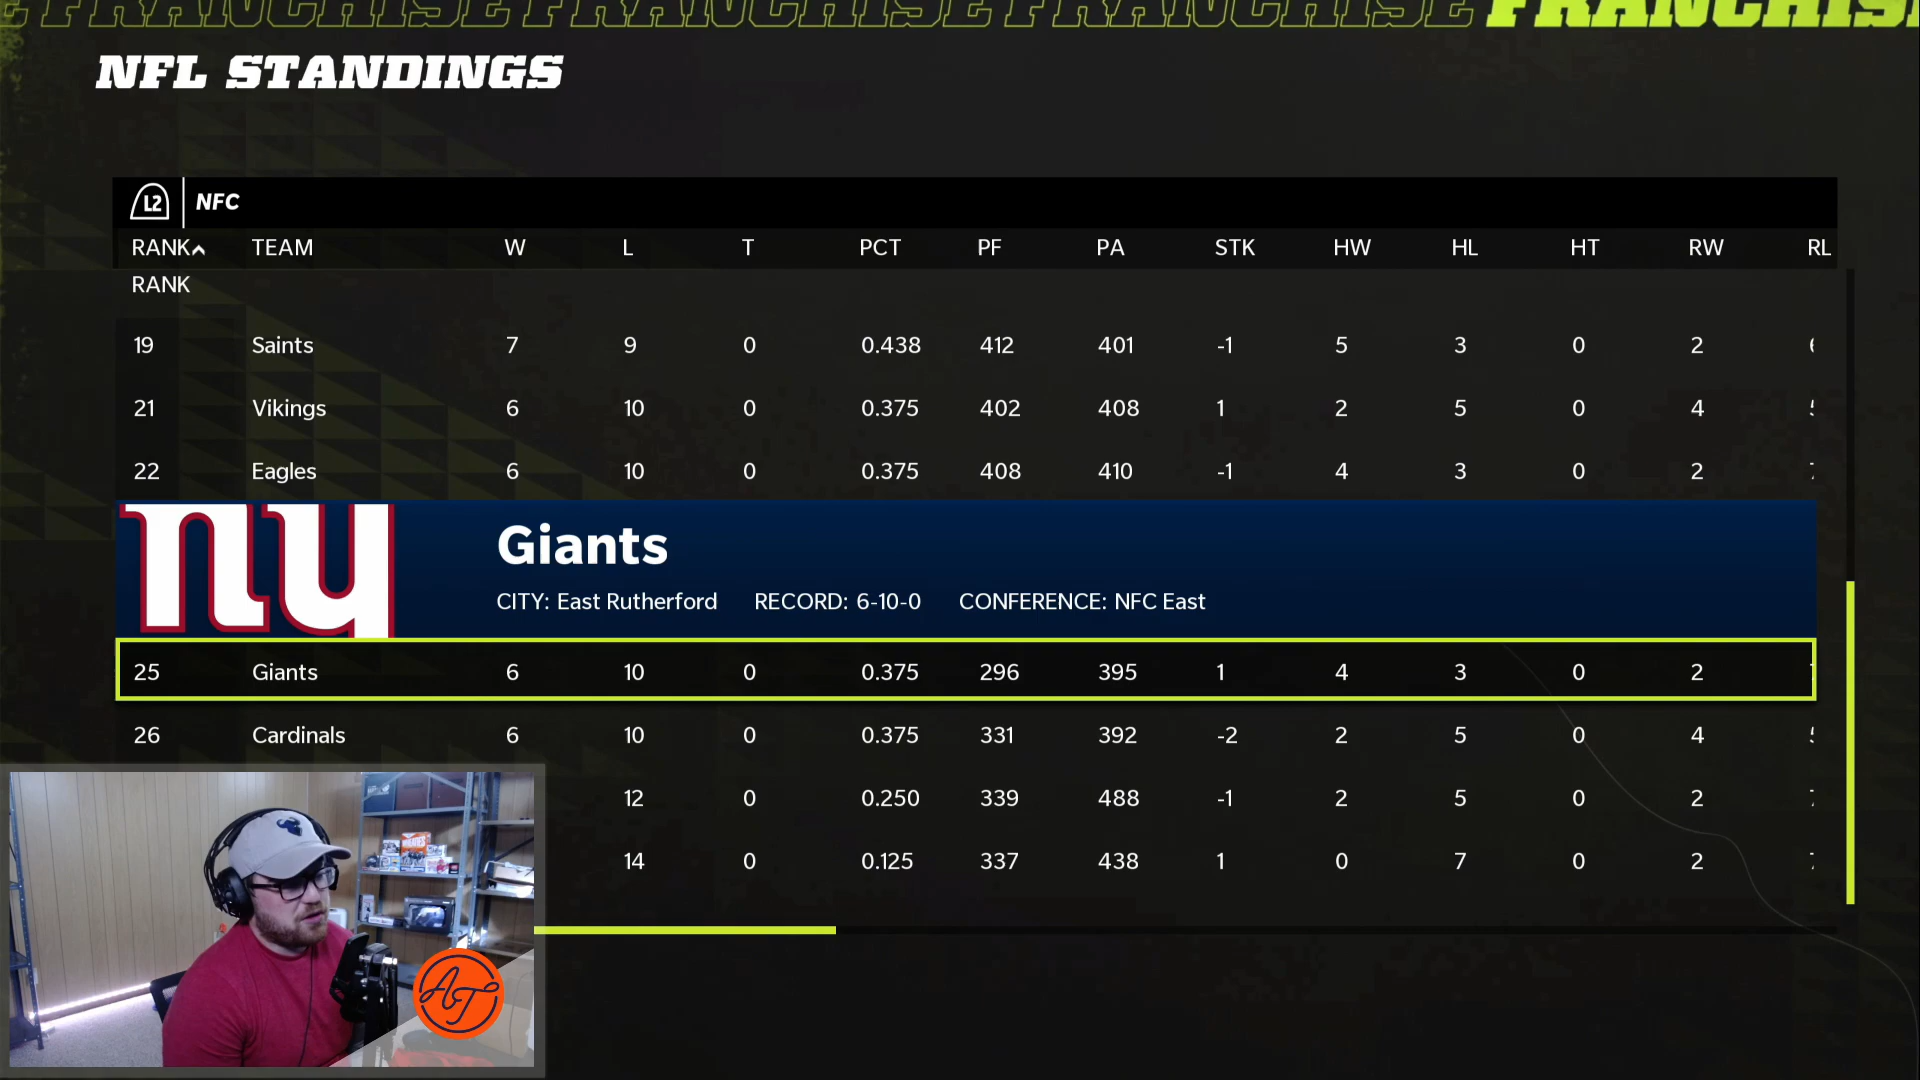 FRANCHISE FRANCHISE FRANCHISE FRANCHISE
NFL STANDINGS
L2 NFC
RANK TEAM W L T PCT PF PA STK HW HL HT RW RL
RANK
19 Saints 7 9 0 0.438 412 401 -1 5 3 0 2
21 Vikings 6 10 0 0.375 402 408 1 2 5 0 4
22 Eagles 6 10 0 0.375 408 410 -1 4 3 0 2
ny Giants
CITY: East Rutherford RECORD: 6-10-0 CONFERENCE: NFC East
25 Giants 6 10 0 0.375 296 395 1 4 3 0 2
26 Cardinals 6 10 0 0.375 331 392 -2 2 5 0 4
12 0 0.250 339 488 -1 2 5 0 2
14 0 0.125 337 438 1 0 7 0 2
WHEATIES
AT